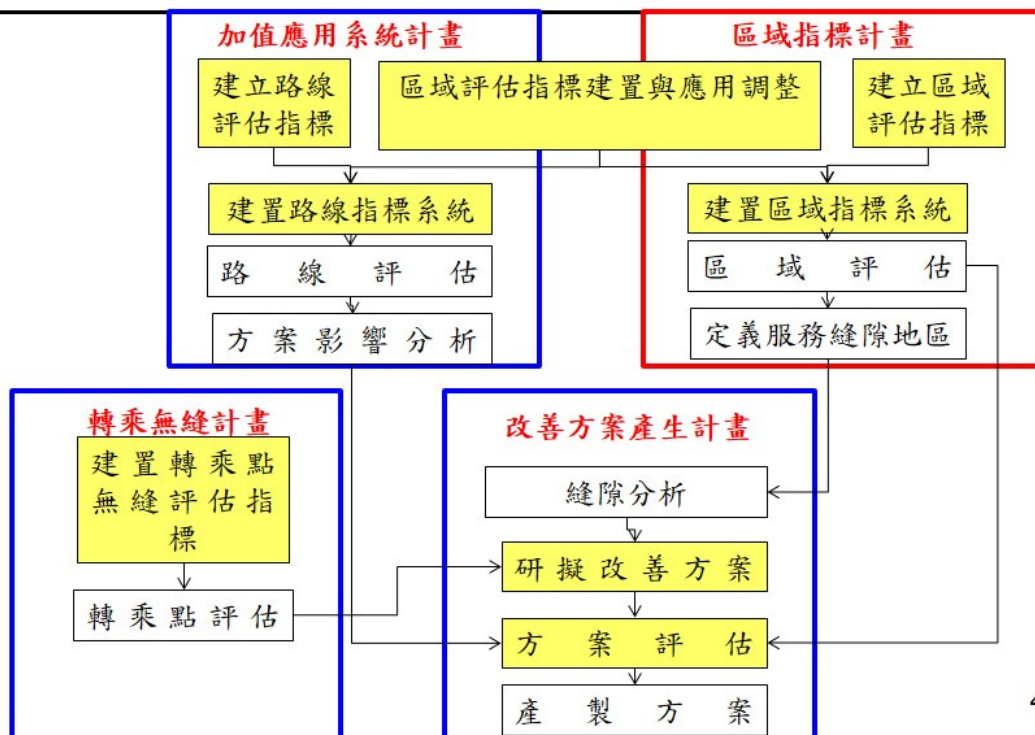 加值應用系統計畫
區域指標計畫
建立路線
評估指標
區域評估指標建置與應用調整
建立區域
評估指標
建置路線指標系統
建置區域指標系統
路線評估
區域評估
方案影響分析
定義服務縫隙地區
轉乘無縫計畫
建置轉乘點
無縫評估指
標
轉乘點評估
改善方案產生計畫
縫隙分析
研擬改善方案
方案評估
產製方案